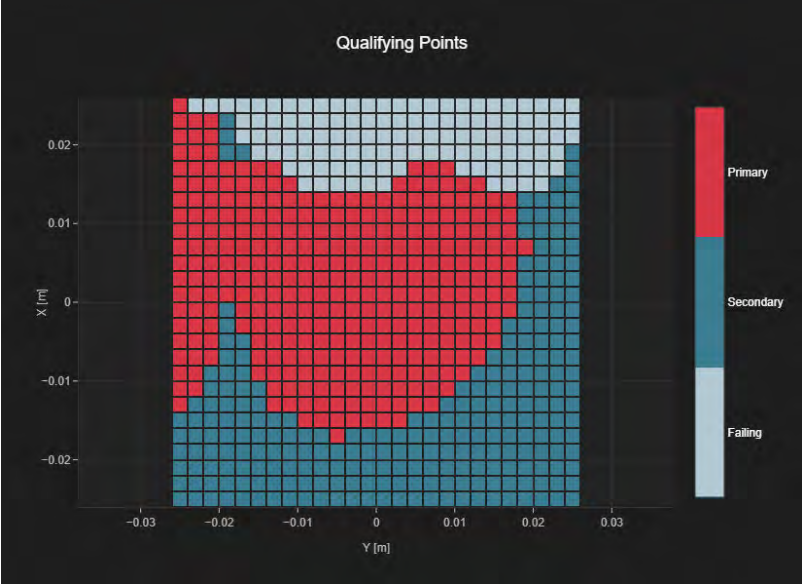 Qualifying Points
0.02
0.01
0
−0.01
−0.02
X [m]
−0.03
−0.02
−0.01
0
0.01
0.02
0.03
Y [m]
Primary
Secondary
Failing